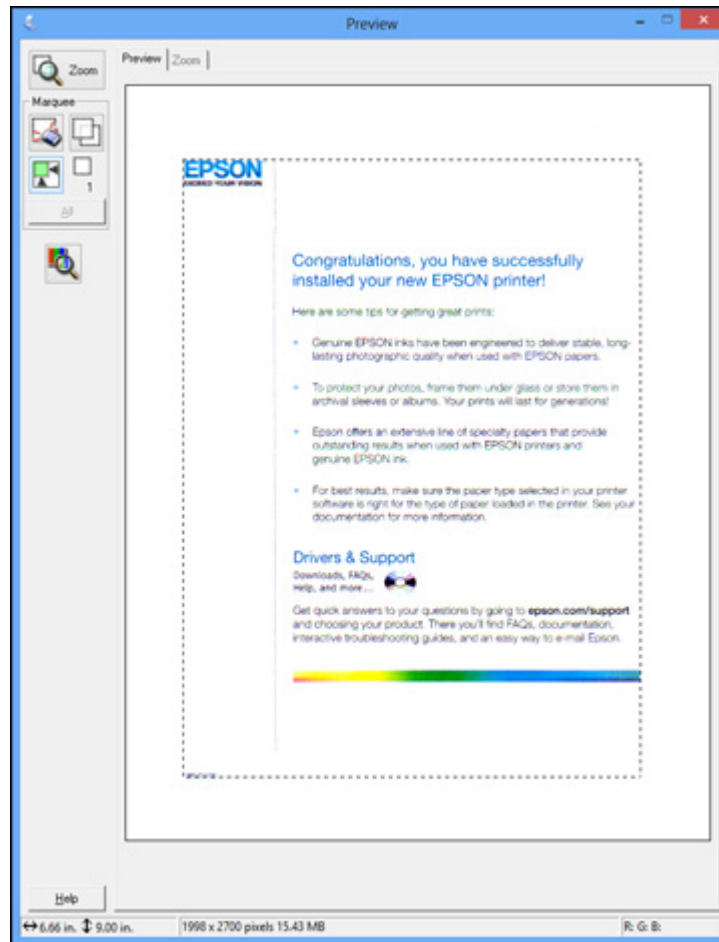 Preview
Zoom
Preview
Zoom
Marquee
1
All
EPSON
EXCEED YOUR VISION
Congratulations, you have successfully
installed your new EPSON printer!
Here are some tips for getting great prints:
Genuine EPSON inks have been engineered to deliver stable, long-
lasting photographic quality when used with EPSON papers.
To protect your photos, frame them under glass or store them in
archival sleeves or albums. Your prints will last for generations!
Epson offers an extensive line of specialty papers that provide
outstanding results when used with EPSON printers and
genuine EPSON ink.
For best results, make sure the paper type selected in your printer
software is right for the type of paper loaded in the printer. See your
documentation for more information.
Drivers & Support
Downloads, FAQs,
Help, and more...
Get quick answers to your questions by going to epson.com/support
and choosing your product. There you'll find FAQs, documentation,
interactive troubleshooting guides, and an easy way to e-mail Epson.
Help
6.66 in. 9.00 in.
1998 x 2700 pixels 15.43 MB
R: G: B: